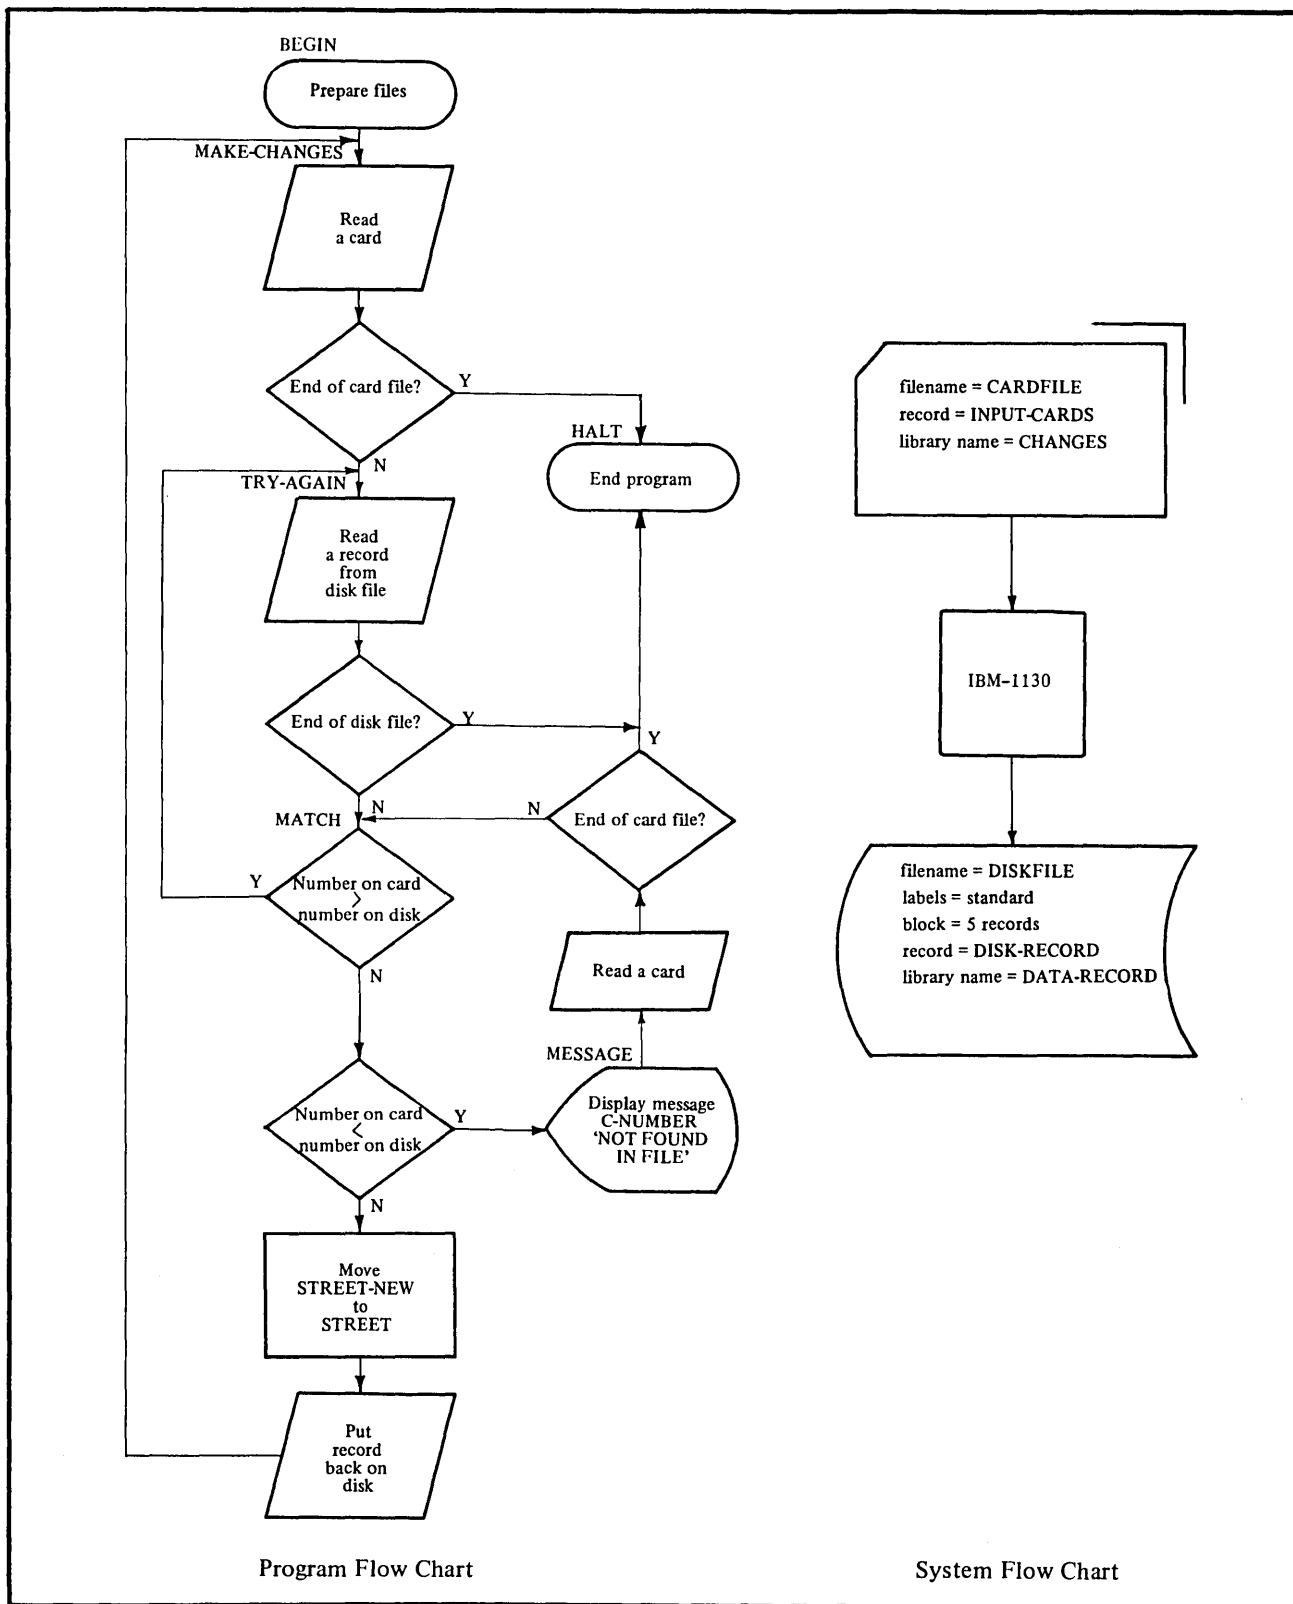 BEGIN
Prepare files
MAKE-CHANGES
Read
a card
End of card file?
Y
N
HALT
End program
TRY-AGAIN
Read
a record
from
disk file
End of disk file?
Y
N
MATCH
Number on card
>
number on disk
Y
N
Number on card
<
number on disk
Y
N
MESSAGE
Display message
C-NUMBER
'NOT FOUND
IN FILE'
Read a card
End of card file?
Y
N
Move
STREET-NEW
to
STREET
Put
record
back on
disk
Program Flow Chart
filename = CARDFILE
record = INPUT-CARDS
library name = CHANGES
IBM-1130
filename = DISKFILE
labels = standard
block = 5 records
record = DISK-RECORD
library name = DATA-RECORD
System Flow Chart